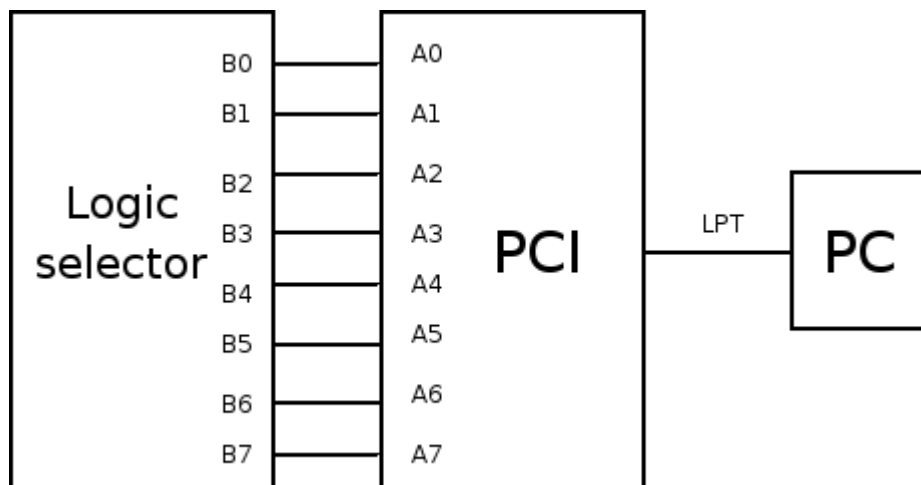 Logic
selector
B0
B1
B2
B3
B4
B5
B6
B7
A0
A1
A2
A3
A4
A5
A6
A7
PCI
LPT
PC